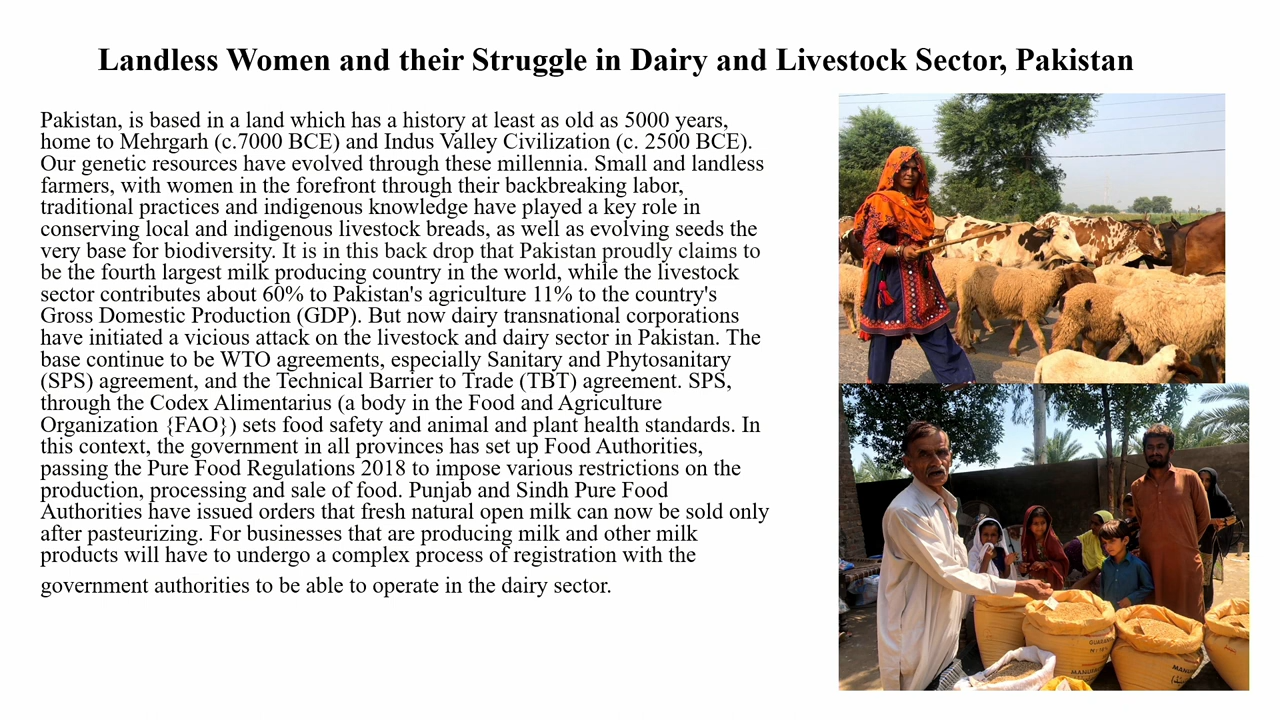 Landless Women and their Struggle in Dairy and Livestock Sector, Pakistan
Pakistan, is based in a land which has a history at least as old as 5000 years,
home to Mehrgarh (c.7000 BCE) and Indus Valley Civilization (c. 2500 BCE).
Our genetic resources have evolved through these millennia. Small and landless
farmers, with women in the forefront through their backbreaking labor,
traditional practices and indigenous knowledge have played a key role in
conserving local and indigenous livestock breads, as well as evolving seeds the
very base for biodiversity. It is in this back drop that Pakistan proudly claims to
be the fourth largest milk producing country in the world, while the livestock
sector contributes about 60% to Pakistan's agriculture 11% to the country's
Gross Domestic Production (GDP). But now dairy transnational corporations
have initiated a vicious attack on the livestock and dairy sector in Pakistan. The
base continue to be WTO agreements, especially Sanitary and Phytosanitary
(SPS) agreement, and the Technical Barrier to Trade (TBT) agreement. SPS,
through the Codex Alimentarius (a body in the Food and Agriculture
Organization {FAO}) sets food safety and animal and plant health standards. In
this context, the government in all provinces has set up Food Authorities,
passing the Pure Food Regulations 2018 to impose various restrictions on the
production, processing and sale of food. Punjab and Sindh Pure Food
Authorities have issued orders that fresh natural open milk can now be sold only
after pasteurizing. For businesses that are producing milk and other milk
products will have to undergo a complex process of registration with the
government authorities to be able to operate in the dairy sector.